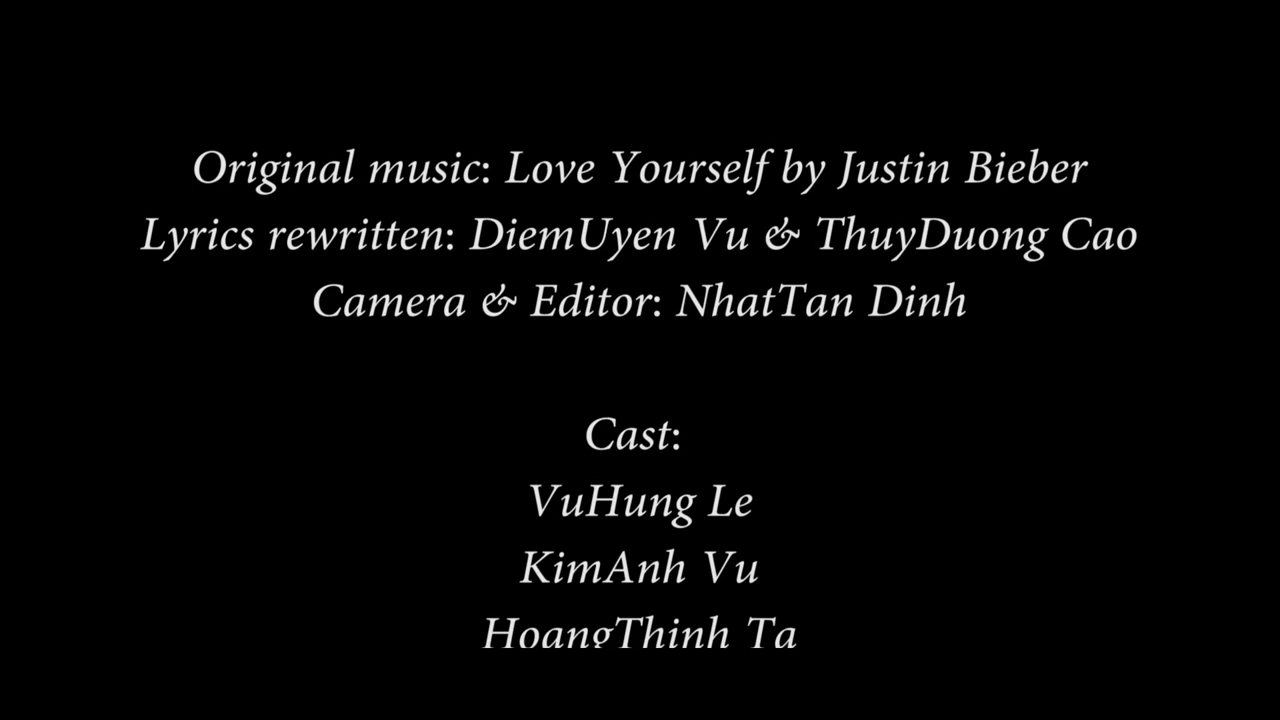 Original music: Love Yourself by Justin Bieber
Lyrics rewritten: DiemUyen Vu & ThuyDuong Cao
Camera & Editor: NhatTan Dinh
Cast:
VuHung Le
KimAnh Vu
HoangThinh Ta